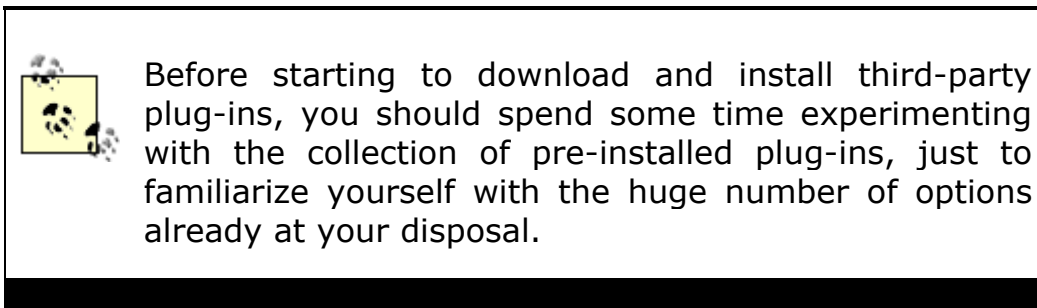 Before starting to download and install third-party
plug-ins, you should spend some time experimenting
with the collection of pre-installed plug-ins, just to
familiarize yourself with the huge number of options
already at your disposal.